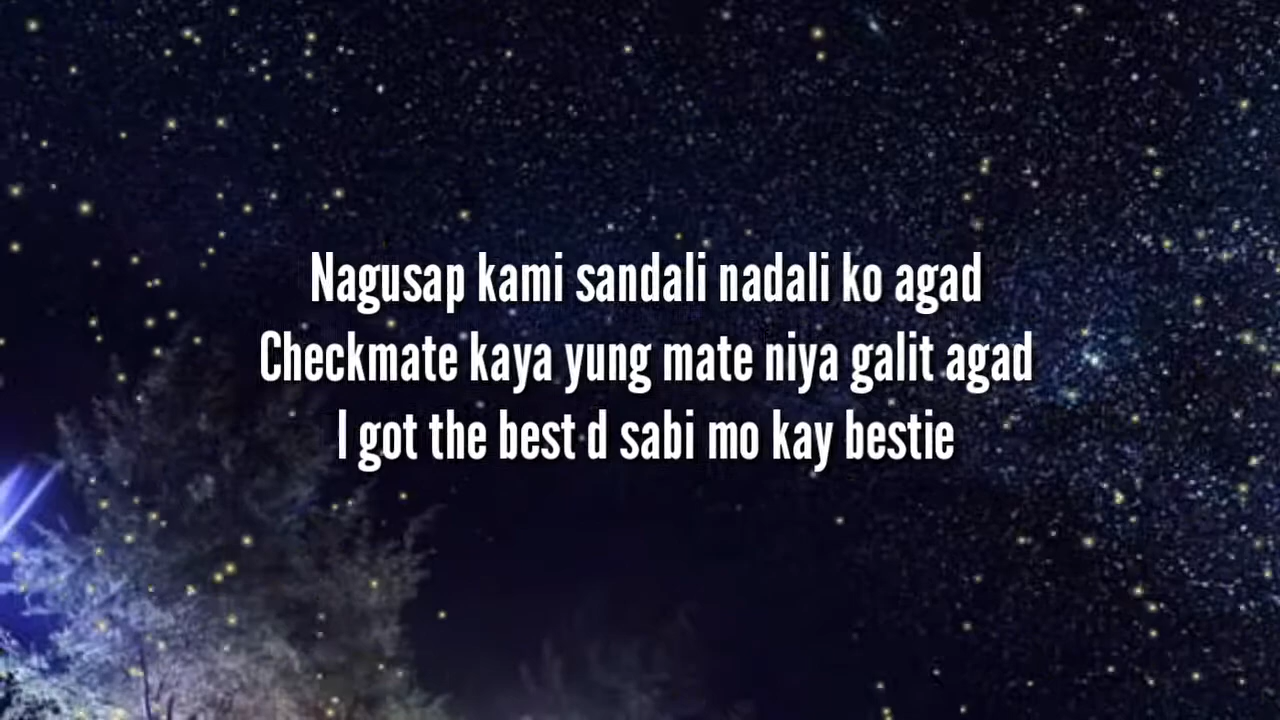 Nagusap kami sandali nadali ko agad
Checkmate kaya yung mate niya galit agad
I got the best d sabi mo kay bestie